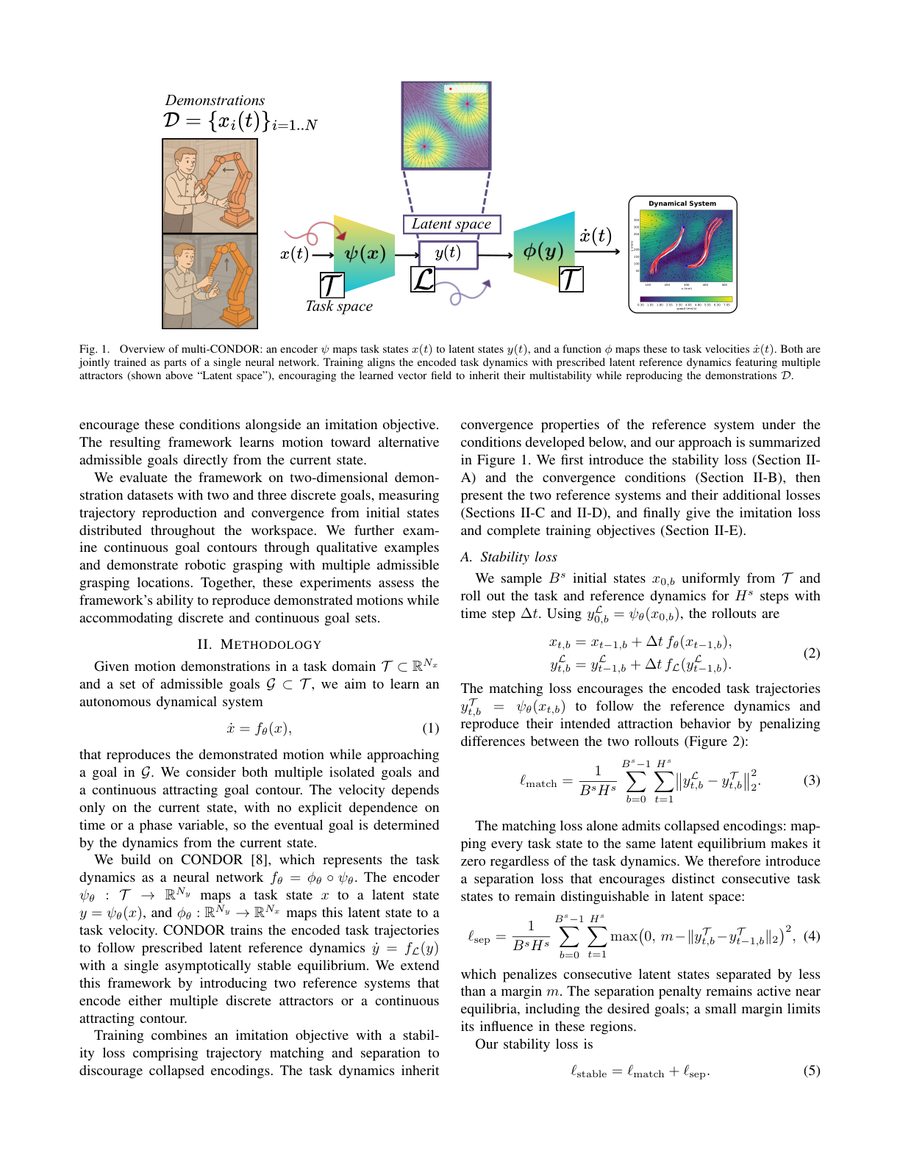 Demonstrations
𝒟 = {x_i(t)}_{i=1..N}
x(t)
ψ(x)
𝒯
Task space
Latent space
y(t)
ℒ
ϕ(y)
𝒯
ẋ(t)
Dynamical System
Fig. 1. Overview of multi-CONDOR: an encoder ψ maps task states x(t) to latent states y(t), and a function ϕ maps these to task velocities ẋ(t). Both are
jointly trained as parts of a single neural network. Training aligns the encoded task dynamics with prescribed latent reference dynamics featuring multiple
attractors (shown above “Latent space”), encouraging the learned vector field to inherit their multistability while reproducing the demonstrations 𝒟.
encourage these conditions alongside an imitation objective.
The resulting framework learns motion toward alternative
admissible goals directly from the current state.
We evaluate the framework on two-dimensional demon-
stration datasets with two and three discrete goals, measuring
trajectory reproduction and convergence from initial states
distributed throughout the workspace. We further exam-
ine continuous goal contours through qualitative examples
and demonstrate robotic grasping with multiple admissible
grasping locations. Together, these experiments assess the
framework’s ability to reproduce demonstrated motions while
accommodating discrete and continuous goal sets.
II. METHODOLOGY
Given motion demonstrations in a task domain 𝒯 ⊂ ℝ^{N_x}
and a set of admissible goals 𝒢 ⊂ 𝒯, we aim to learn an
autonomous dynamical system
ẋ = f_θ(x), (1)
that reproduces the demonstrated motion while approaching
a goal in 𝒢. We consider both multiple isolated goals and
a continuous attracting goal contour. The velocity depends
only on the current state, with no explicit dependence on
time or a phase variable, so the eventual goal is determined
by the dynamics from the current state.
We build on CONDOR [8], which represents the task
dynamics as a neural network f_θ = ϕ_θ ∘ ψ_θ. The encoder
ψ_θ : 𝒯 → ℝ^{N_y} maps a task state x to a latent state
y = ψ_θ(x), and ϕ_θ : ℝ^{N_y} → ℝ^{N_x} maps this latent state to a
task velocity. CONDOR trains the encoded task trajectories
to follow prescribed latent reference dynamics ẏ = f_ℒ(y)
with a single asymptotically stable equilibrium. We extend
this framework by introducing two reference systems that
encode either multiple discrete attractors or a continuous
attracting contour.
Training combines an imitation objective with a stabil-
ity loss comprising trajectory matching and separation to
discourage collapsed encodings. The task dynamics inherit
convergence properties of the reference system under the
conditions developed below, and our approach is summarized
in Figure 1. We first introduce the stability loss (Section II-
A) and the convergence conditions (Section II-B), then
present the two reference systems and their additional losses
(Sections II-C and II-D), and finally give the imitation loss
and complete training objectives (Section II-E).
A. Stability loss
We sample B^s initial states x_{0,b} uniformly from 𝒯 and
roll out the task and reference dynamics for H^s steps with
time step Δt. Using y^ℒ_{0,b} = ψ_θ(x_{0,b}), the rollouts are
x_{t,b} = x_{t−1,b} + Δt f_θ(x_{t−1,b}),
y^ℒ_{t,b} = y^ℒ_{t−1,b} + Δt f_ℒ(y^ℒ_{t−1,b}). (2)
The matching loss encourages the encoded task trajectories
y^𝒯_{t,b} = ψ_θ(x_{t,b}) to follow the reference dynamics and
reproduce their intended attraction behavior by penalizing
differences between the two rollouts (Figure 2):
ℓ_match = 1/(B^s H^s) ∑_{b=0}^{B^s−1} ∑_{t=1}^{H^s} ‖y^ℒ_{t,b} − y^𝒯_{t,b}‖²₂. (3)
The matching loss alone admits collapsed encodings: map-
ping every task state to the same latent equilibrium makes it
zero regardless of the task dynamics. We therefore introduce
a separation loss that encourages distinct consecutive task
states to remain distinguishable in latent space:
ℓ_sep = 1/(B^s H^s) ∑_{b=0}^{B^s−1} ∑_{t=1}^{H^s} max(0, m−‖y^𝒯_{t,b}−y^𝒯_{t−1,b}‖₂)², (4)
which penalizes consecutive latent states separated by less
than a margin m. The separation penalty remains active near
equilibria, including the desired goals; a small margin limits
its influence in these regions.
Our stability loss is
ℓ_stable = ℓ_match + ℓ_sep. (5)